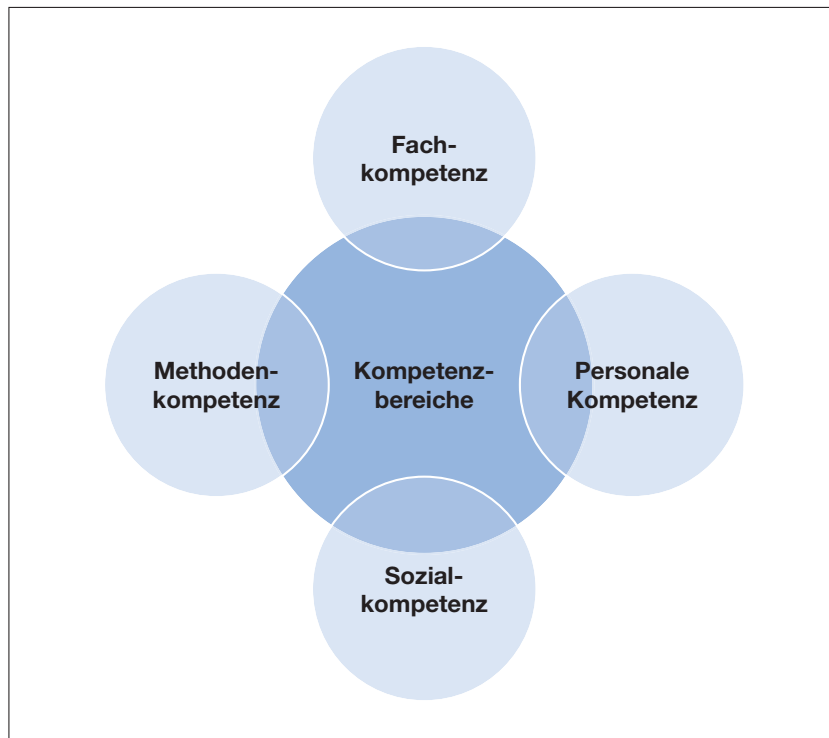 Fach-
kompetenz
Methoden-
kompetenz
Kompetenz-
bereiche
Personale
Kompetenz
Sozial-
kompetenz